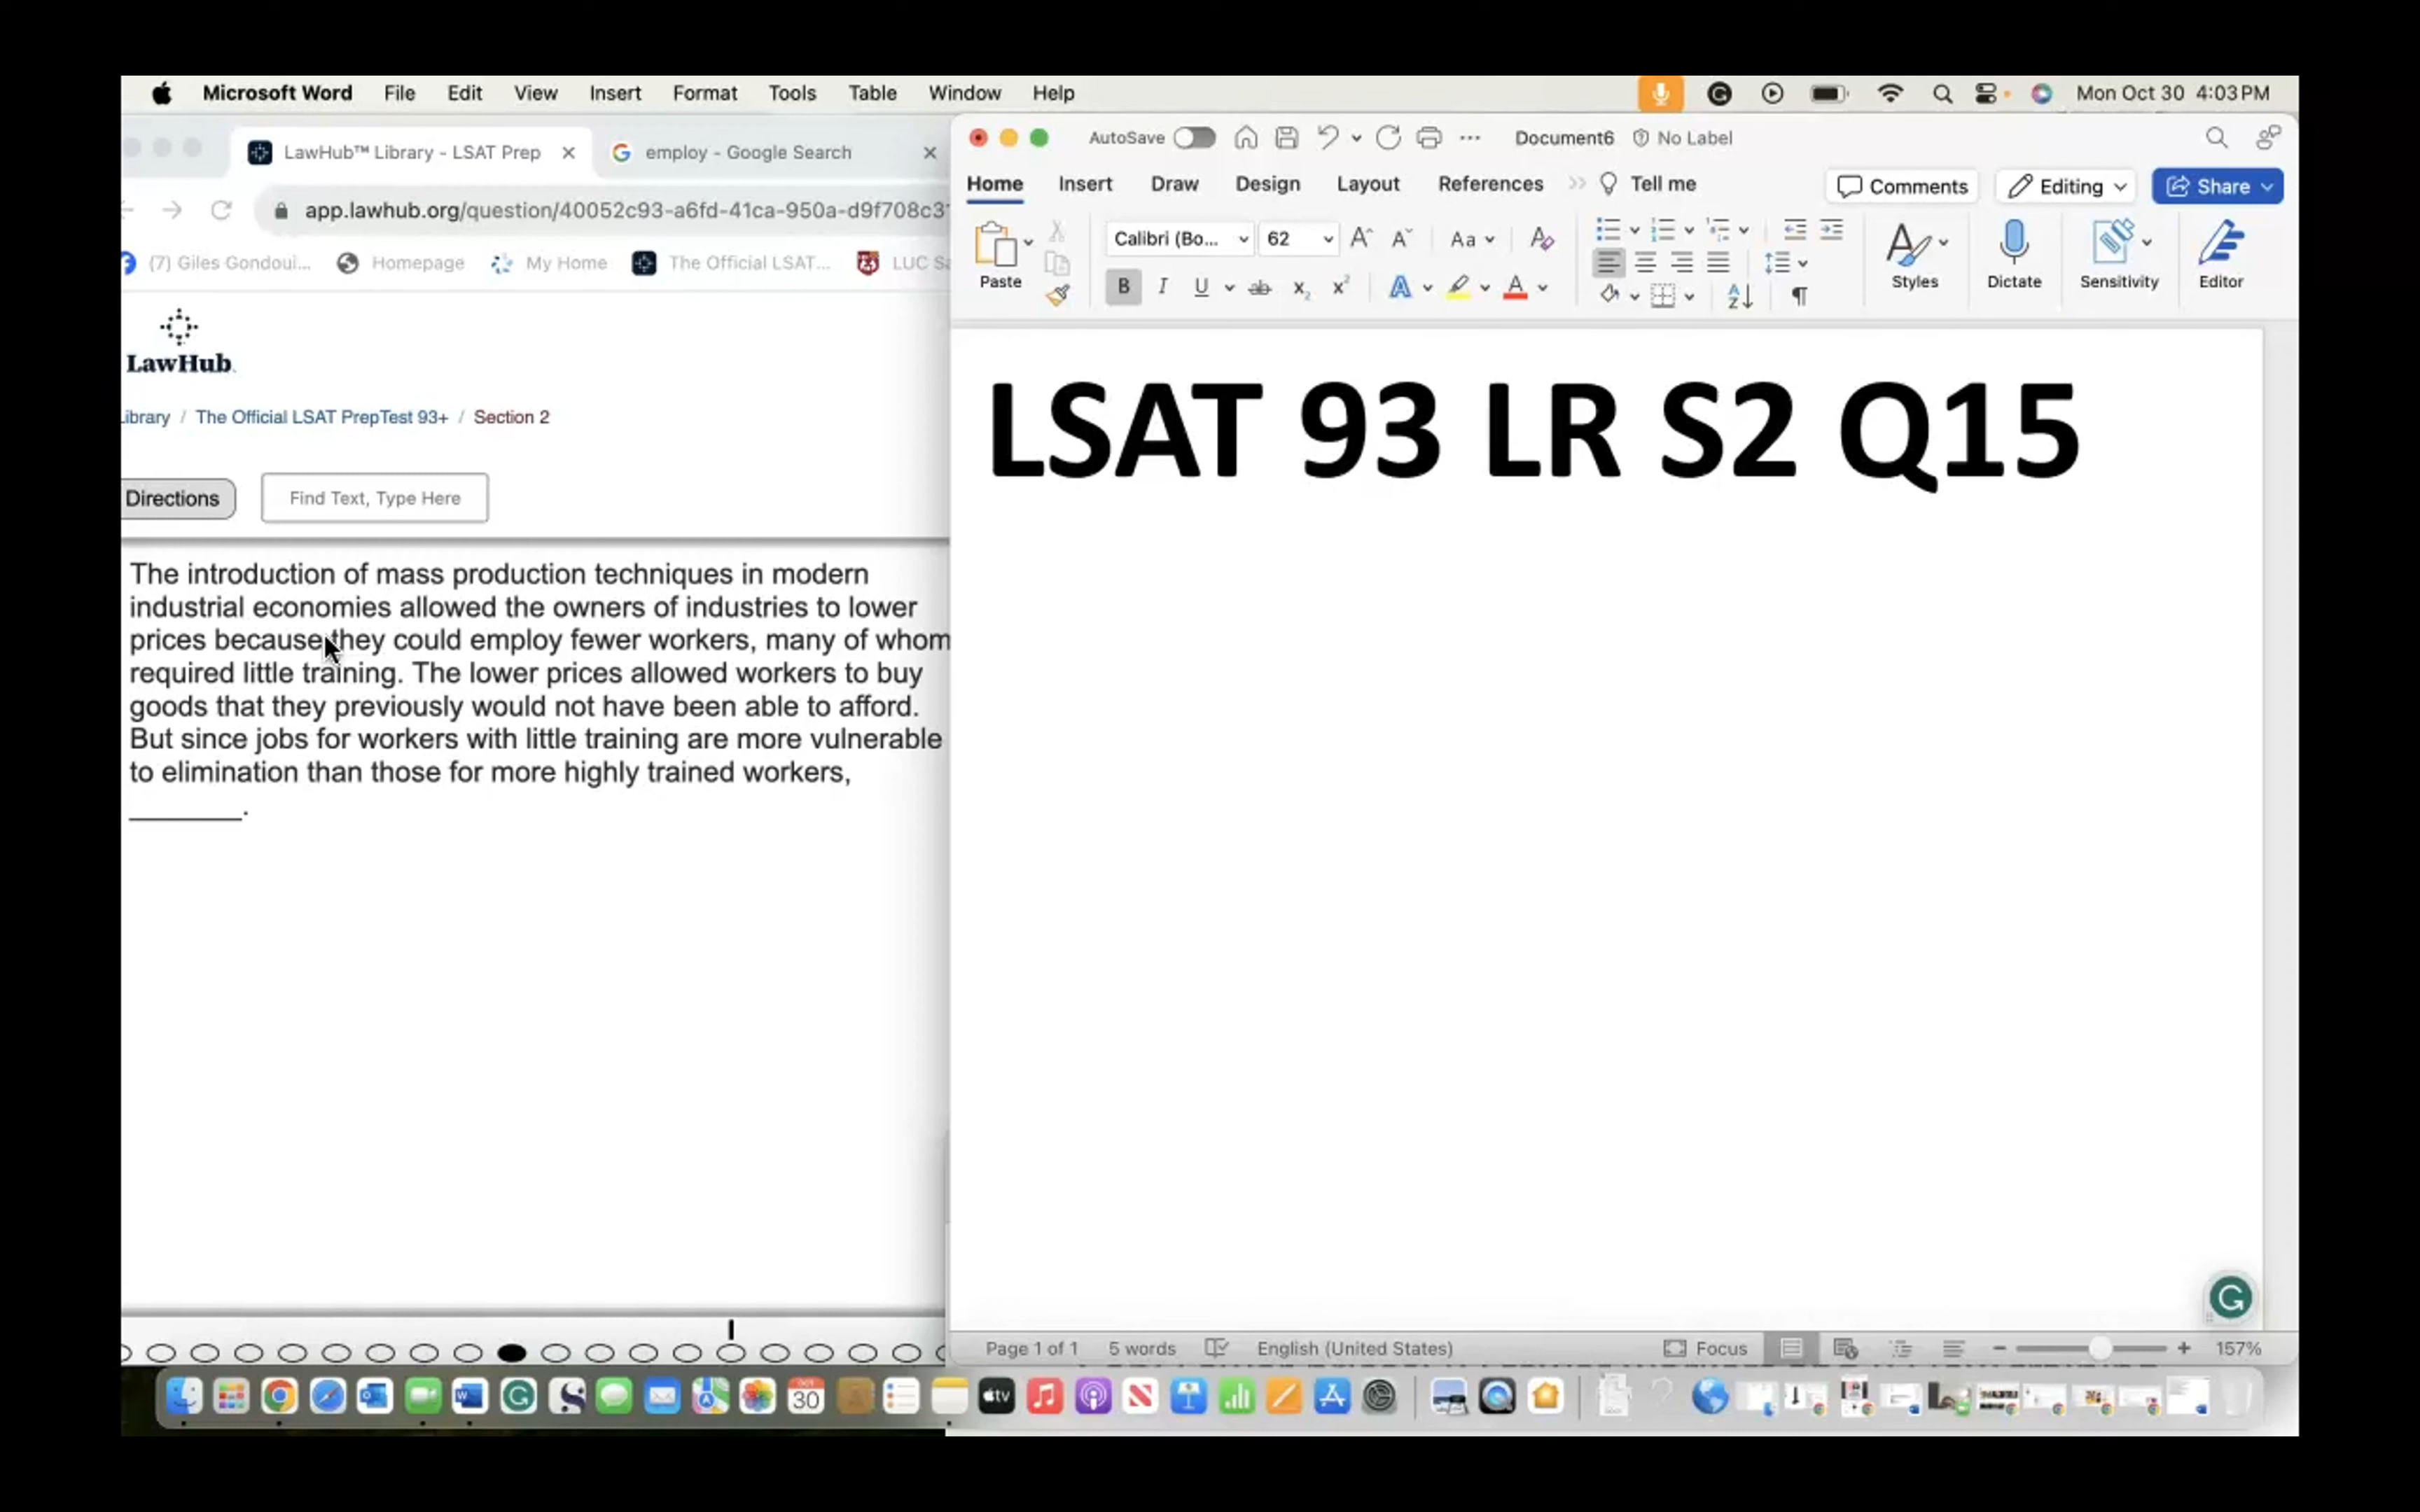 Microsoft Word File Edit View Insert Format Tools Table Window Help Mon Oct 30 4:03 PM
LawHub™ Library - LSAT Prep employ - Google Search
app.lawhub.org/question/40052c93-a6fd-41ca-950a-d9f708c3
(7) Giles Gondoui... Homepage My Home The Official LSAT... LUC
LawHub
ibrary / The Official LSAT PrepTest 93+ / Section 2
Directions Find Text, Type Here
The introduction of mass production techniques in modern
industrial economies allowed the owners of industries to lower
prices because they could employ fewer workers, many of whom
required little training. The lower prices allowed workers to buy
goods that they previously would not have been able to afford.
But since jobs for workers with little training are more vulnerable
to elimination than those for more highly trained workers,
________.
AutoSave Document6 No Label
Home Insert Draw Design Layout References Tell me Comments Editing Share
Calibri (Bo... 62 Aa
Paste B I U ab x₂ x² A A Styles Dictate Sensitivity Editor
LSAT 93 LR S2 Q15
Page 1 of 1 5 words English (United States) Focus 157%
OCT
30 tv